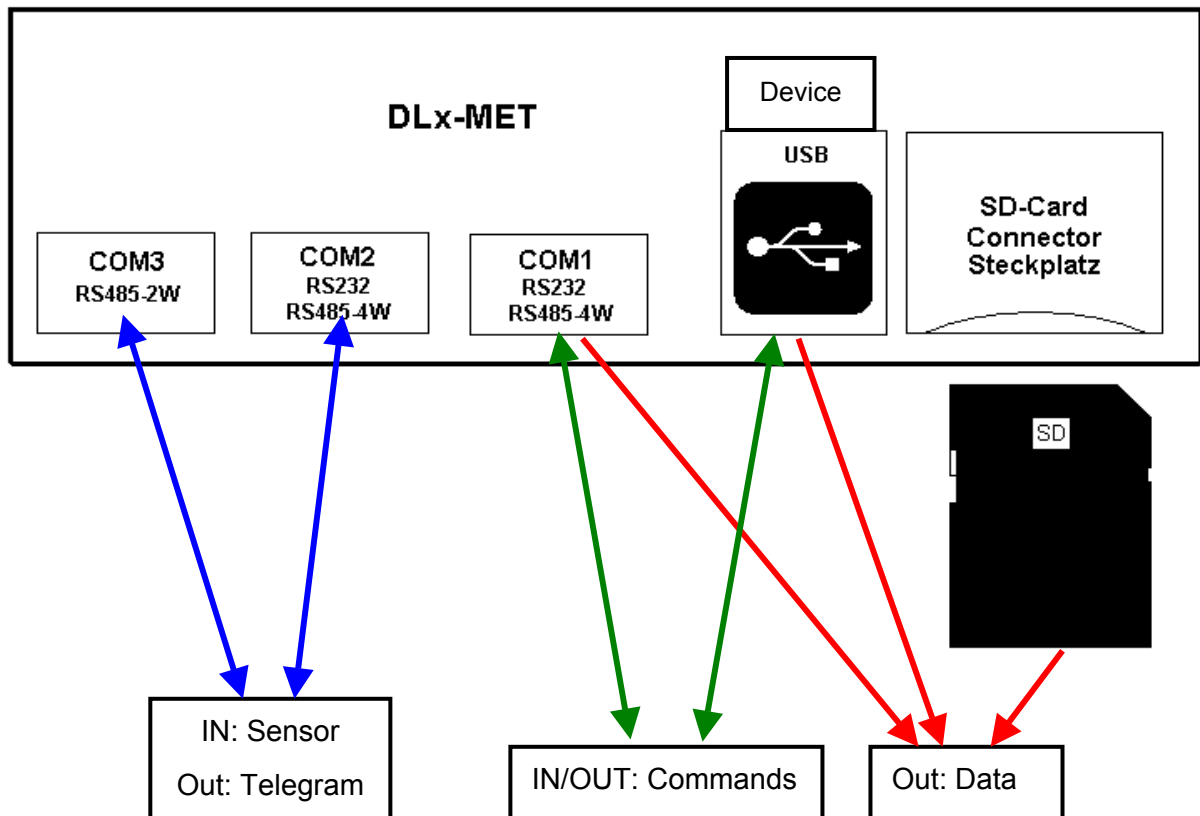 Device
DLx-MET
USB
SD-Card
Connector
Steckplatz
COM3
RS485-2W
COM2
RS232
RS485-4W
COM1
RS232
RS485-4W
SD
IN: Sensor
Out: Telegram
IN/OUT: Commands
Out: Data